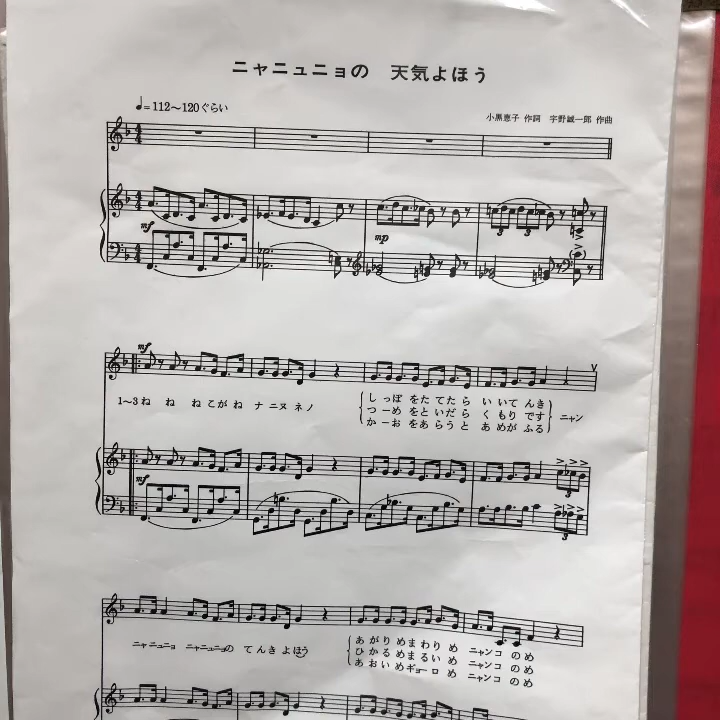 ニャニュニョの 天気よほう
♩=112〜120ぐらい
小黒恵子 作詞 宇野誠一郎 作曲
mf
mp
mf
1〜3 ね ね ねこが ね ナ ニヌ ネ ノ
しっぽ をたてた ら いいて んき
つーめ をといだ ら くもり です ニャン
かーお をあらう と あめが ふる
mf
ニャニュニョ ニャニュニョの てんき よほう
あがり めまわり め ニャンコ のめ
ひかる めまるい め ニャンコ のめ
あおい めギョーロ め ニャンコ のめ